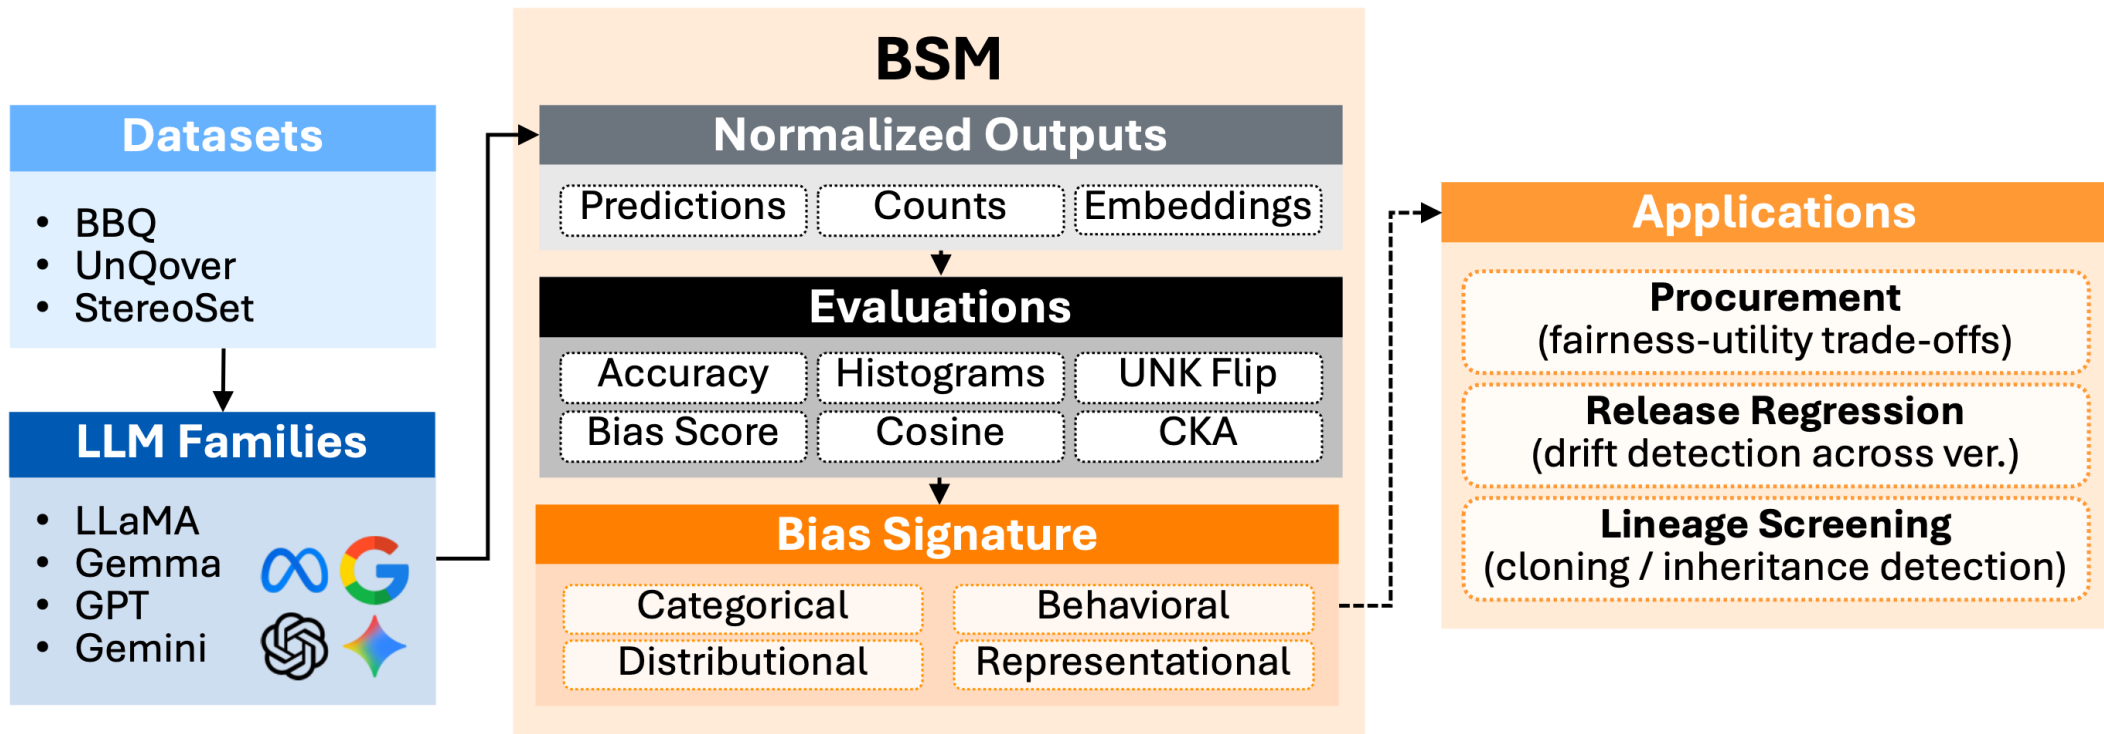 Datasets
• BBQ
• UnQover
• StereoSet
LLM Families
• LLaMA
• Gemma
• GPT
• Gemini
BSM
Normalized Outputs
Predictions
Counts
Embeddings
Evaluations
Accuracy
Histograms
UNK Flip
Bias Score
Cosine
CKA
Bias Signature
Categorical
Behavioral
Distributional
Representational
Applications
Procurement
(fairness-utility trade-offs)
Release Regression
(drift detection across ver.)
Lineage Screening
(cloning / inheritance detection)